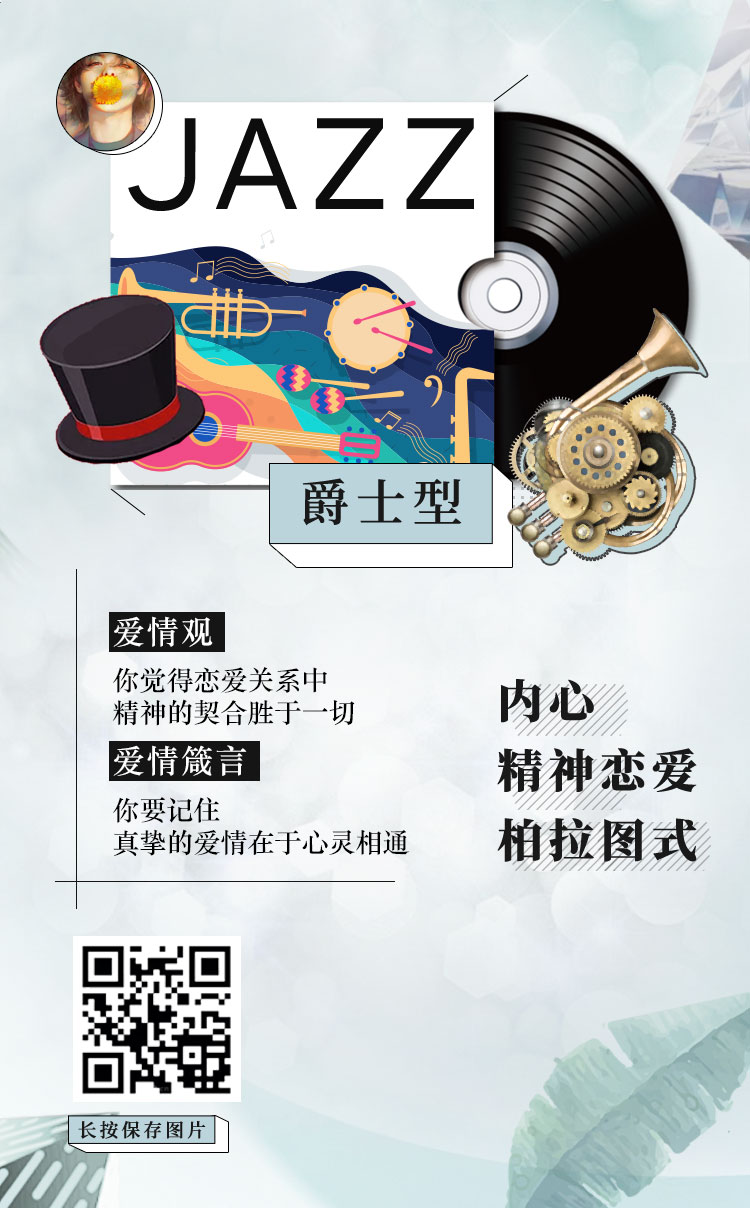 JAZZ
爵士型
爱情观
你觉得恋爱关系中
精神的契合胜于一切
爱情箴言
你要记住
真挚的爱情在于心灵相通
内心
精神恋爱
柏拉图式
长按保存图片